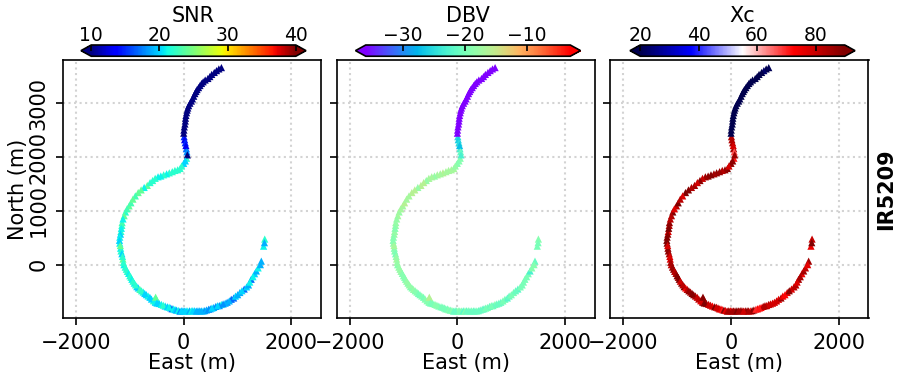 SNR DBV Xc
10 20 30 40 −30 −20 −10 20 40 60 80
3000
2000
1000
0
North (m)
−2000 0 2000 −2000 0 2000 −2000 0 2000
East (m) East (m) East (m)
IR5209